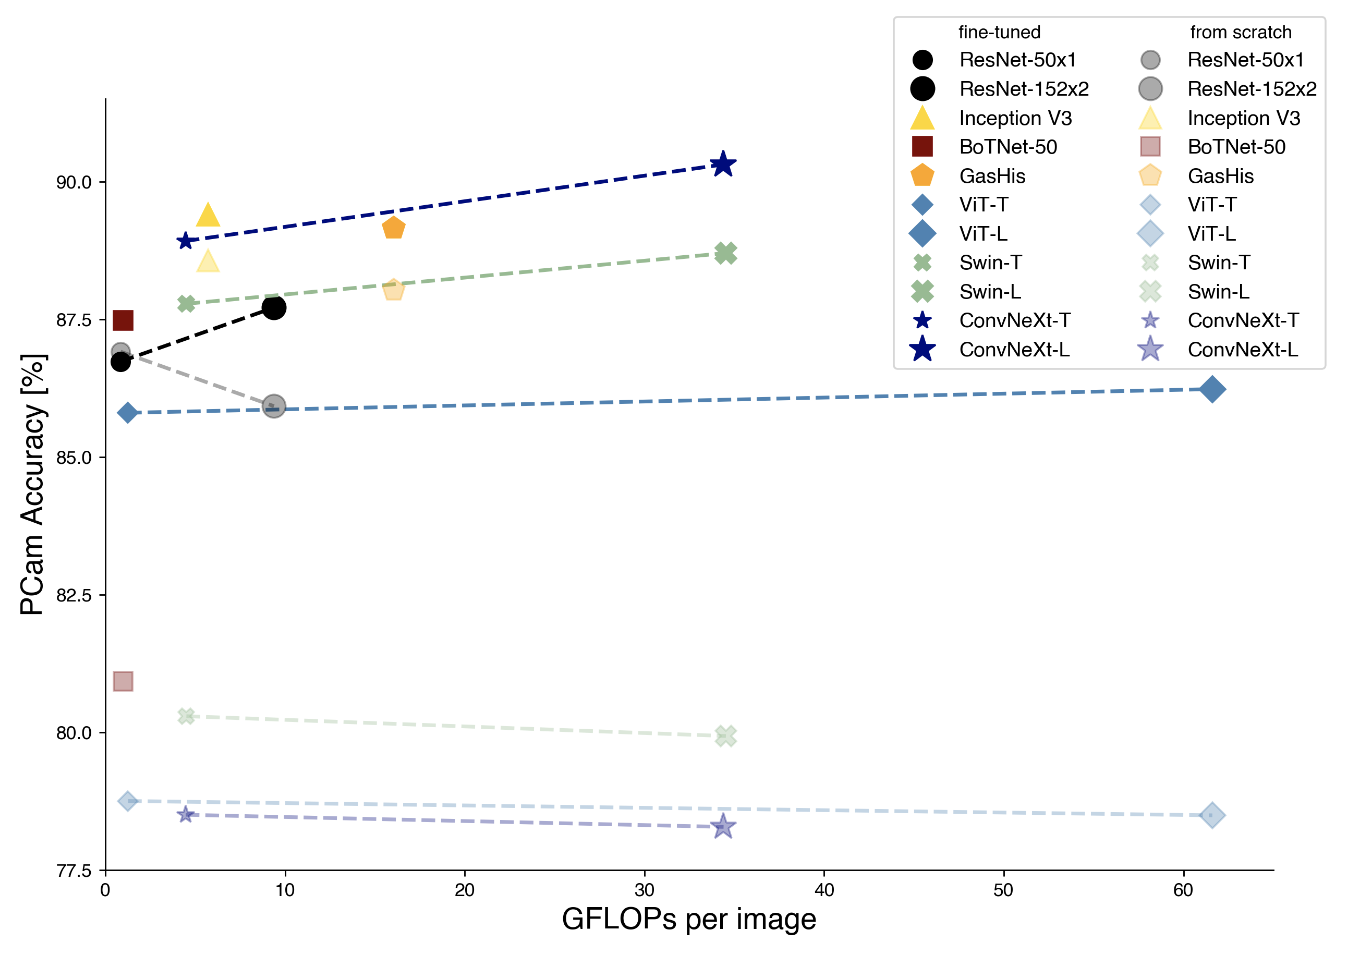 fine-tuned from scratch
ResNet-50x1 ResNet-50x1
ResNet-152x2 ResNet-152x2
Inception V3 Inception V3
BoTNet-50 BoTNet-50
GasHis GasHis
ViT-T ViT-T
ViT-L ViT-L
Swin-T Swin-T
Swin-L Swin-L
ConvNeXt-T ConvNeXt-T
ConvNeXt-L ConvNeXt-L
PCam Accuracy [%]
90.0
87.5
85.0
82.5
80.0
77.5
0 10 20 30 40 50 60
GFLOPs per image